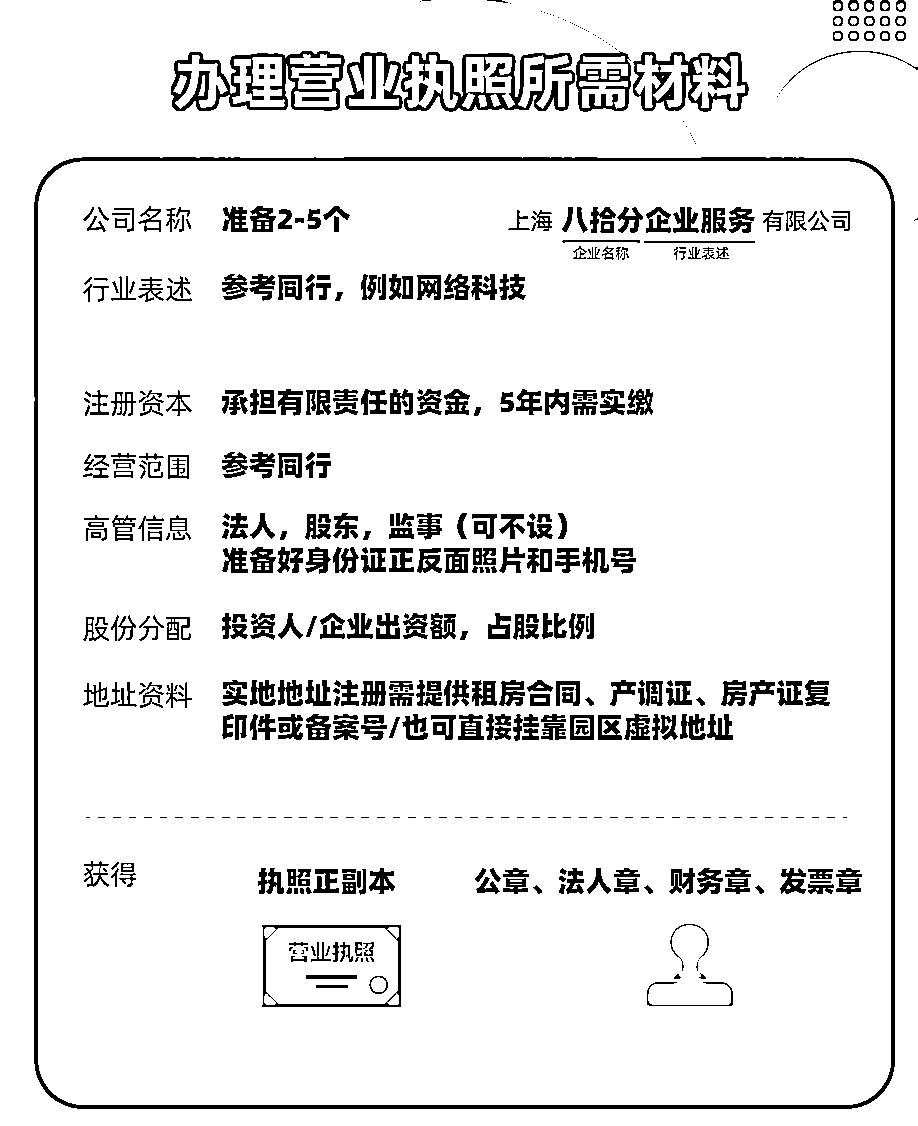 办理营业执照所需材料
公司名称 准备2-5个 上海 八拾分企业服务 有限公司
企业名称 行业表述
行业表述 参考同行，例如网络科技
注册资本 承担有限责任的资金，5年内需实缴
经营范围 参考同行
高管信息 法人，股东，监事（可不设）
准备好身份证正反面照片和手机号
股份分配 投资人/企业出资额，占股比例
地址资料 实地地址注册需提供租房合同、产调证、房产证复
印件或备案号/也可直接挂靠园区虚拟地址
获得 执照正副本 公章、法人章、财务章、发票章
营业执照